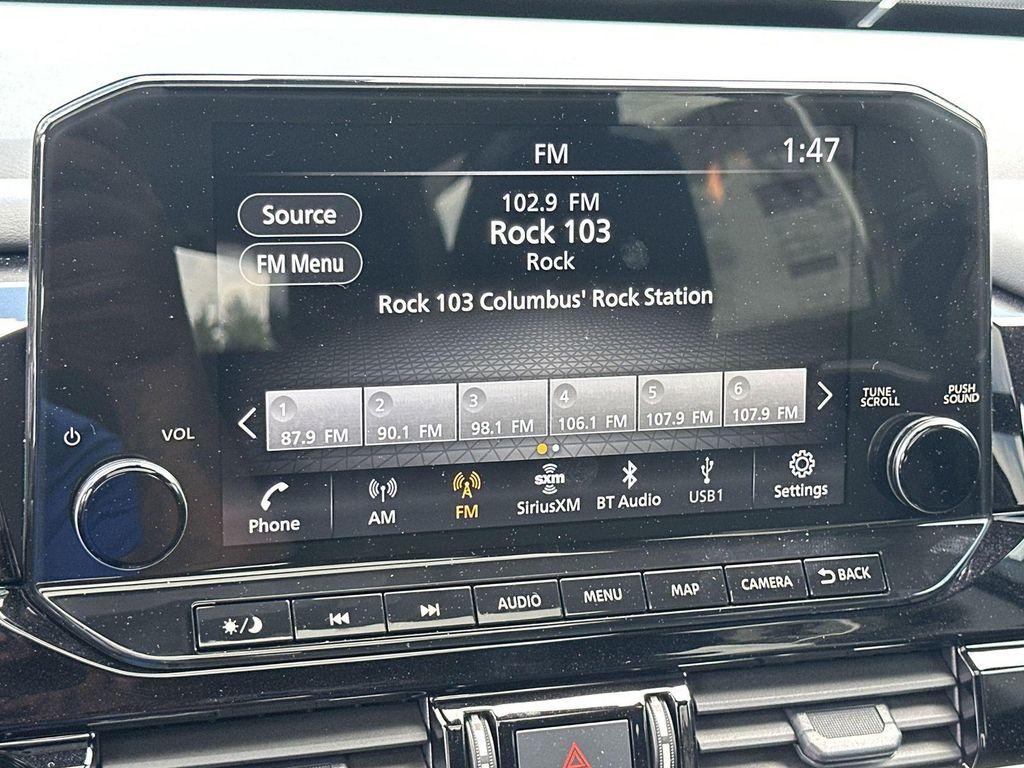 FM
1:47
Source
102.9 FM
Rock 103
FM Menu
Rock
Rock 103 Columbus' Rock Station
1
2
3
4
5
6
87.9 FM
90.1 FM
98.1 FM
106.1 FM
107.9 FM
107.9 FM
TUNE·
SCROLL
PUSH
SOUND
VOL
Phone
AM
FM
sxm
SiriusXM
BT Audio
USB1
Settings
AUDIO
MENU
MAP
CAMERA
BACK